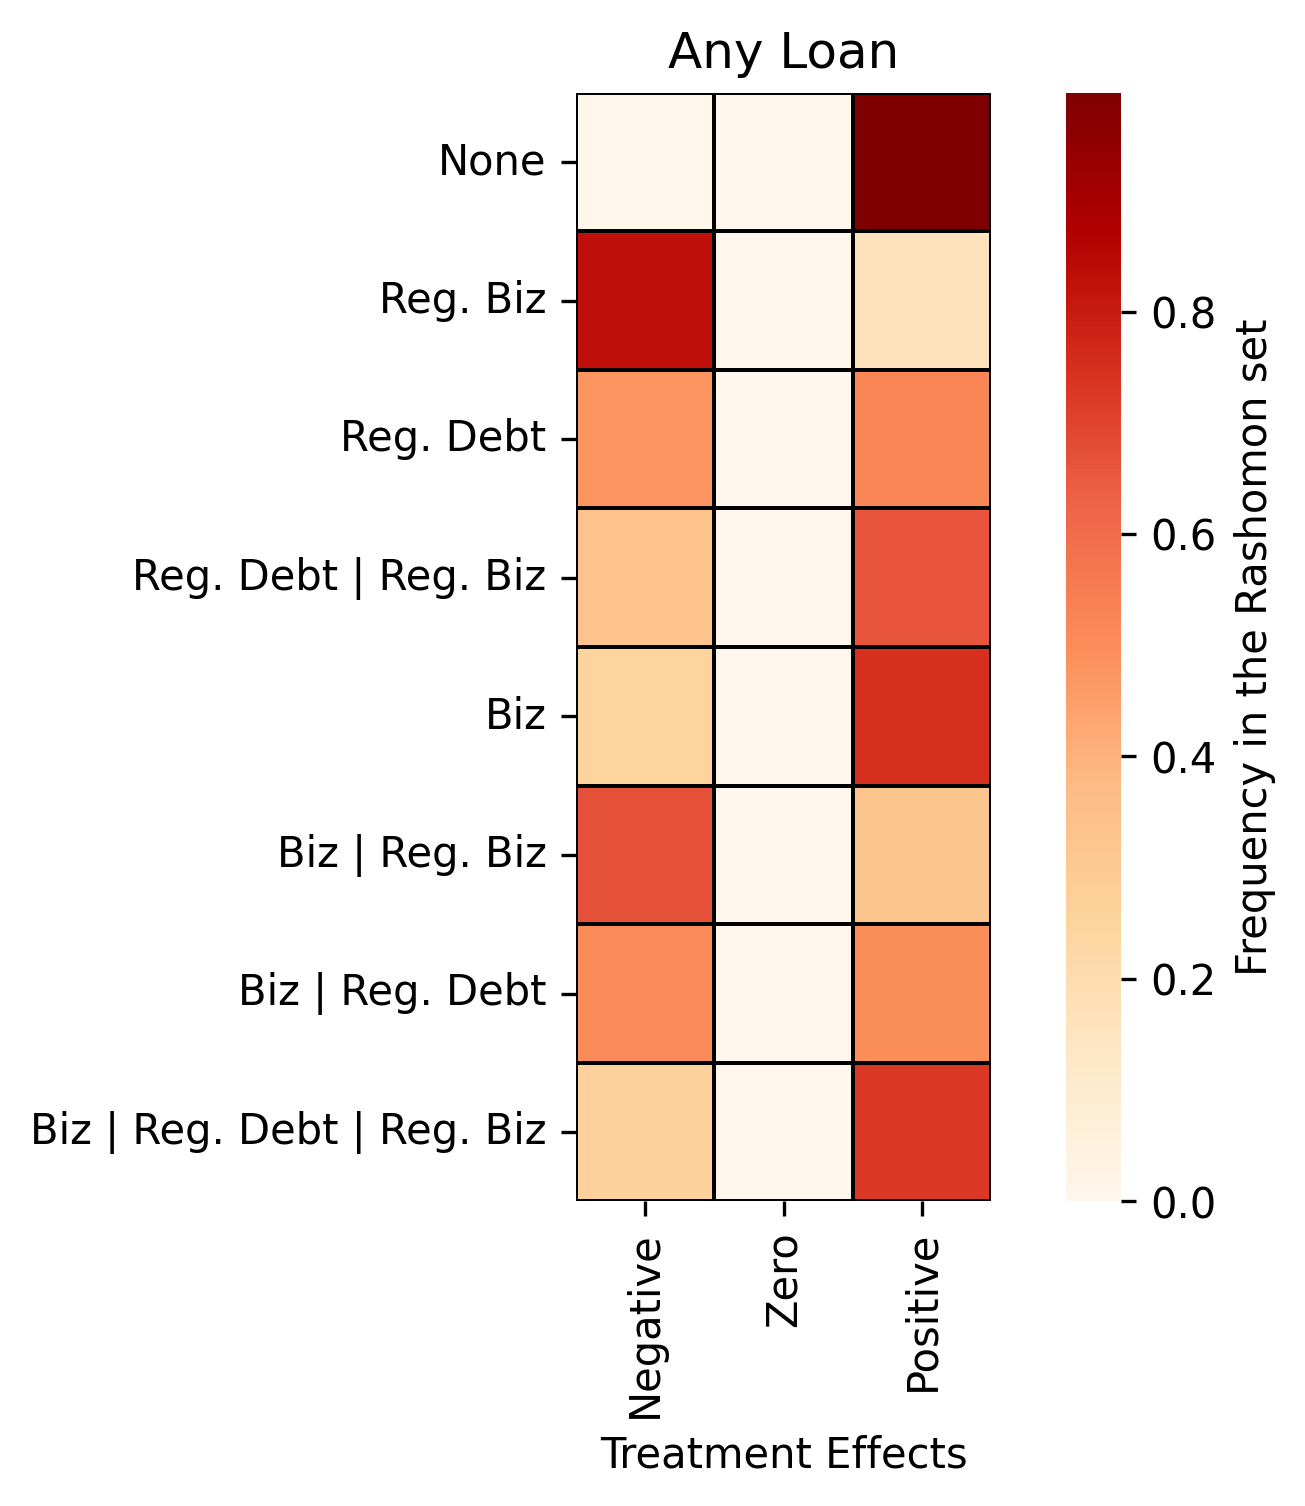 Any Loan
None
Reg. Biz
Reg. Debt
Reg. Debt | Reg. Biz
Biz
Biz | Reg. Biz
Biz | Reg. Debt
Biz | Reg. Debt | Reg. Biz
Negative
Zero
Positive
Treatment Effects
0.8
0.6
0.4
0.2
0.0
Frequency in the Rashomon set